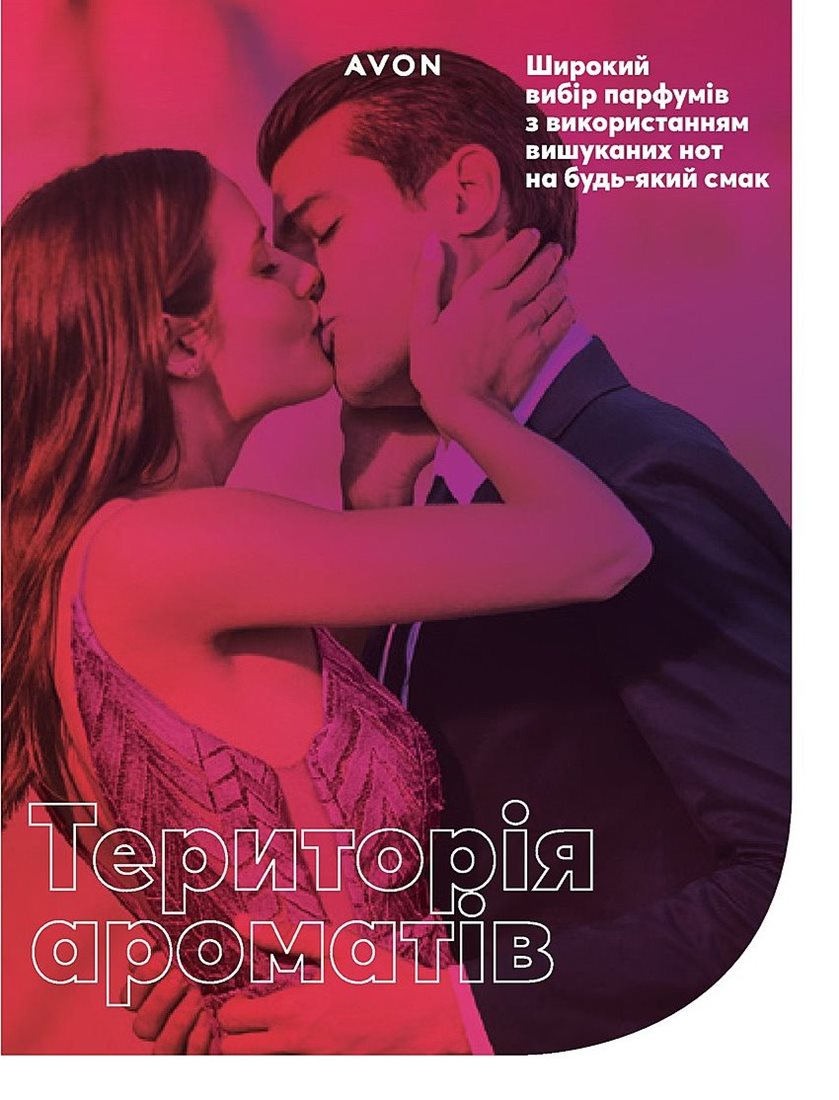 AVON
Широкий
вибір парфумів
з використанням
вишуканих нот
на будь-який смак
Територія
ароматів